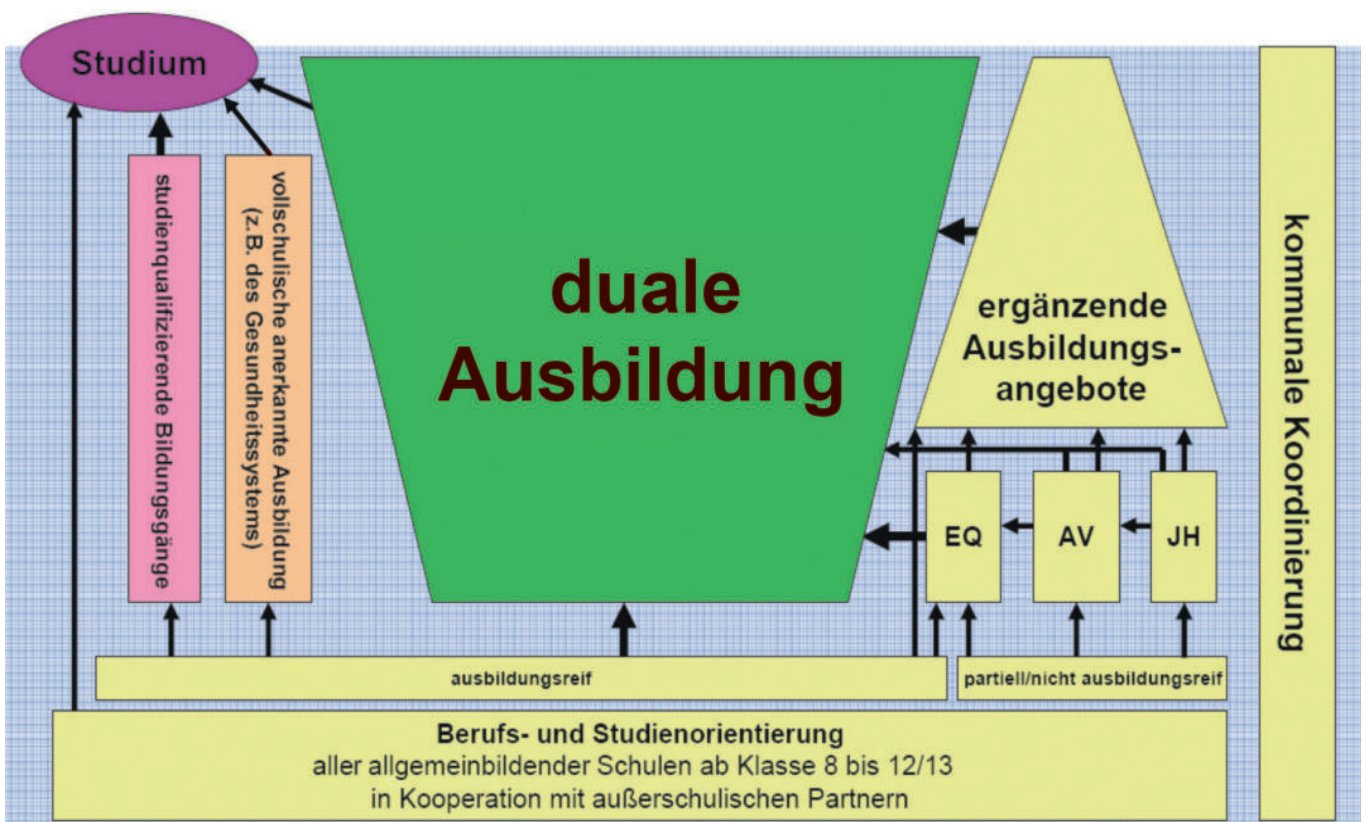 Studium
studienqualifizierende Bildungsgänge
vollschulische anerkannte Ausbildung
(z.B. des Gesundheitssystems)
duale
Ausbildung
ergänzende
Ausbildungs-
angebote
EQ
AV
JH
kommunale Koordinierung
ausbildungsreif
partiell/nicht ausbildungsreif
Berufs- und Studienorientierung
aller allgemeinbildender Schulen ab Klasse 8 bis 12/13
in Kooperation mit außerschulischen Partnern